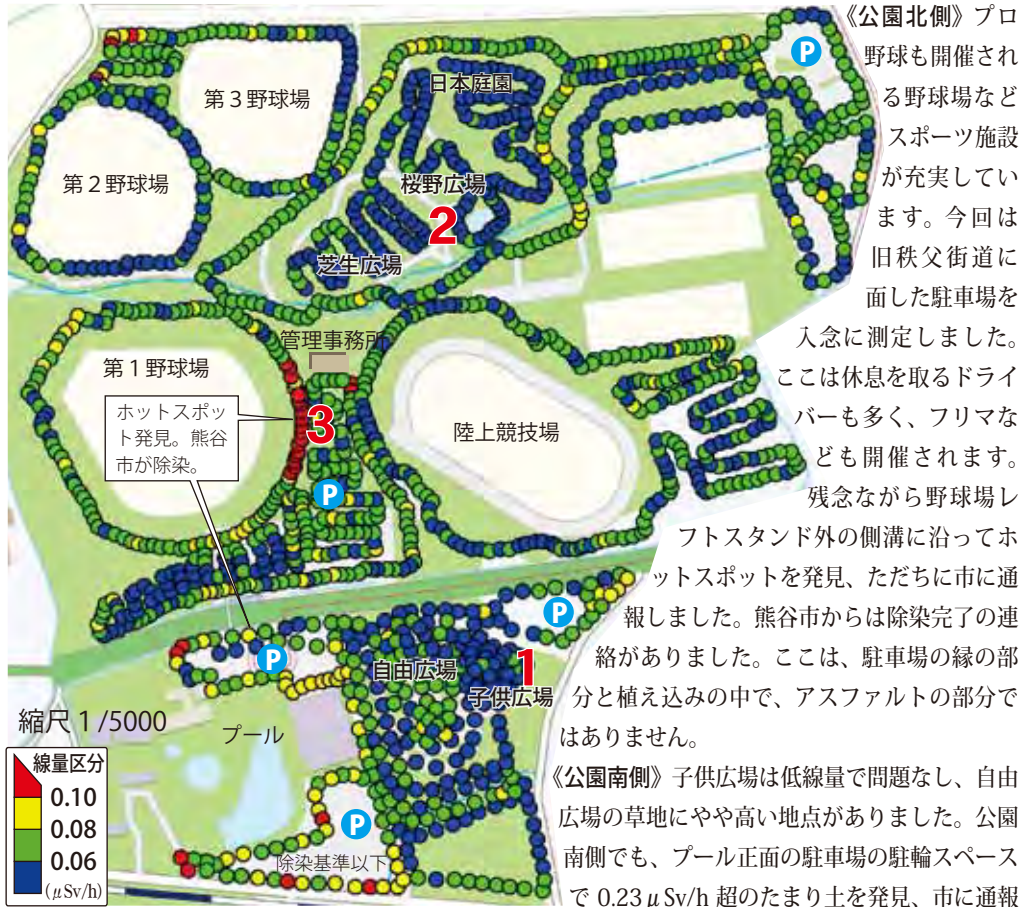 第3野球場
日本庭園
P
第2野球場
桜野広場
2
芝生広場
管理事務所
第1野球場
ホットスポッ
ト発見。熊谷
市が除染。
3
陸上競技場
P
P
P
自由広場
1
子供広場
縮尺 1/5000
プール
P
除染基準以下
線量区分
0.10
0.08
0.06
(μSv/h)
《公園北側》プロ
野球も開催され
る野球場など
スポーツ施設
が充実してい
ます。今回は
旧秩父街道に
面した駐車場を
入念に測定しました。
ここは休息を取るドライ
バーも多く、フリマな
ども開催されます。
残念ながら野球場レ
フトスタンド外の側溝に沿ってホ
ットスポットを発見、ただちに市に通
報しました。熊谷市からは除染完了の連
絡がありました。ここは、駐車場の縁の部
分と植え込みの中で、アスファルトの部分で
はありません。
《公園南側》子供広場は低線量で問題なし、自由
広場の草地にやや高い地点がありました。公園
南側でも、プール正面の駐車場の駐輪スペース
で 0.23μSv/h 超のたまり土を発見、市に通報